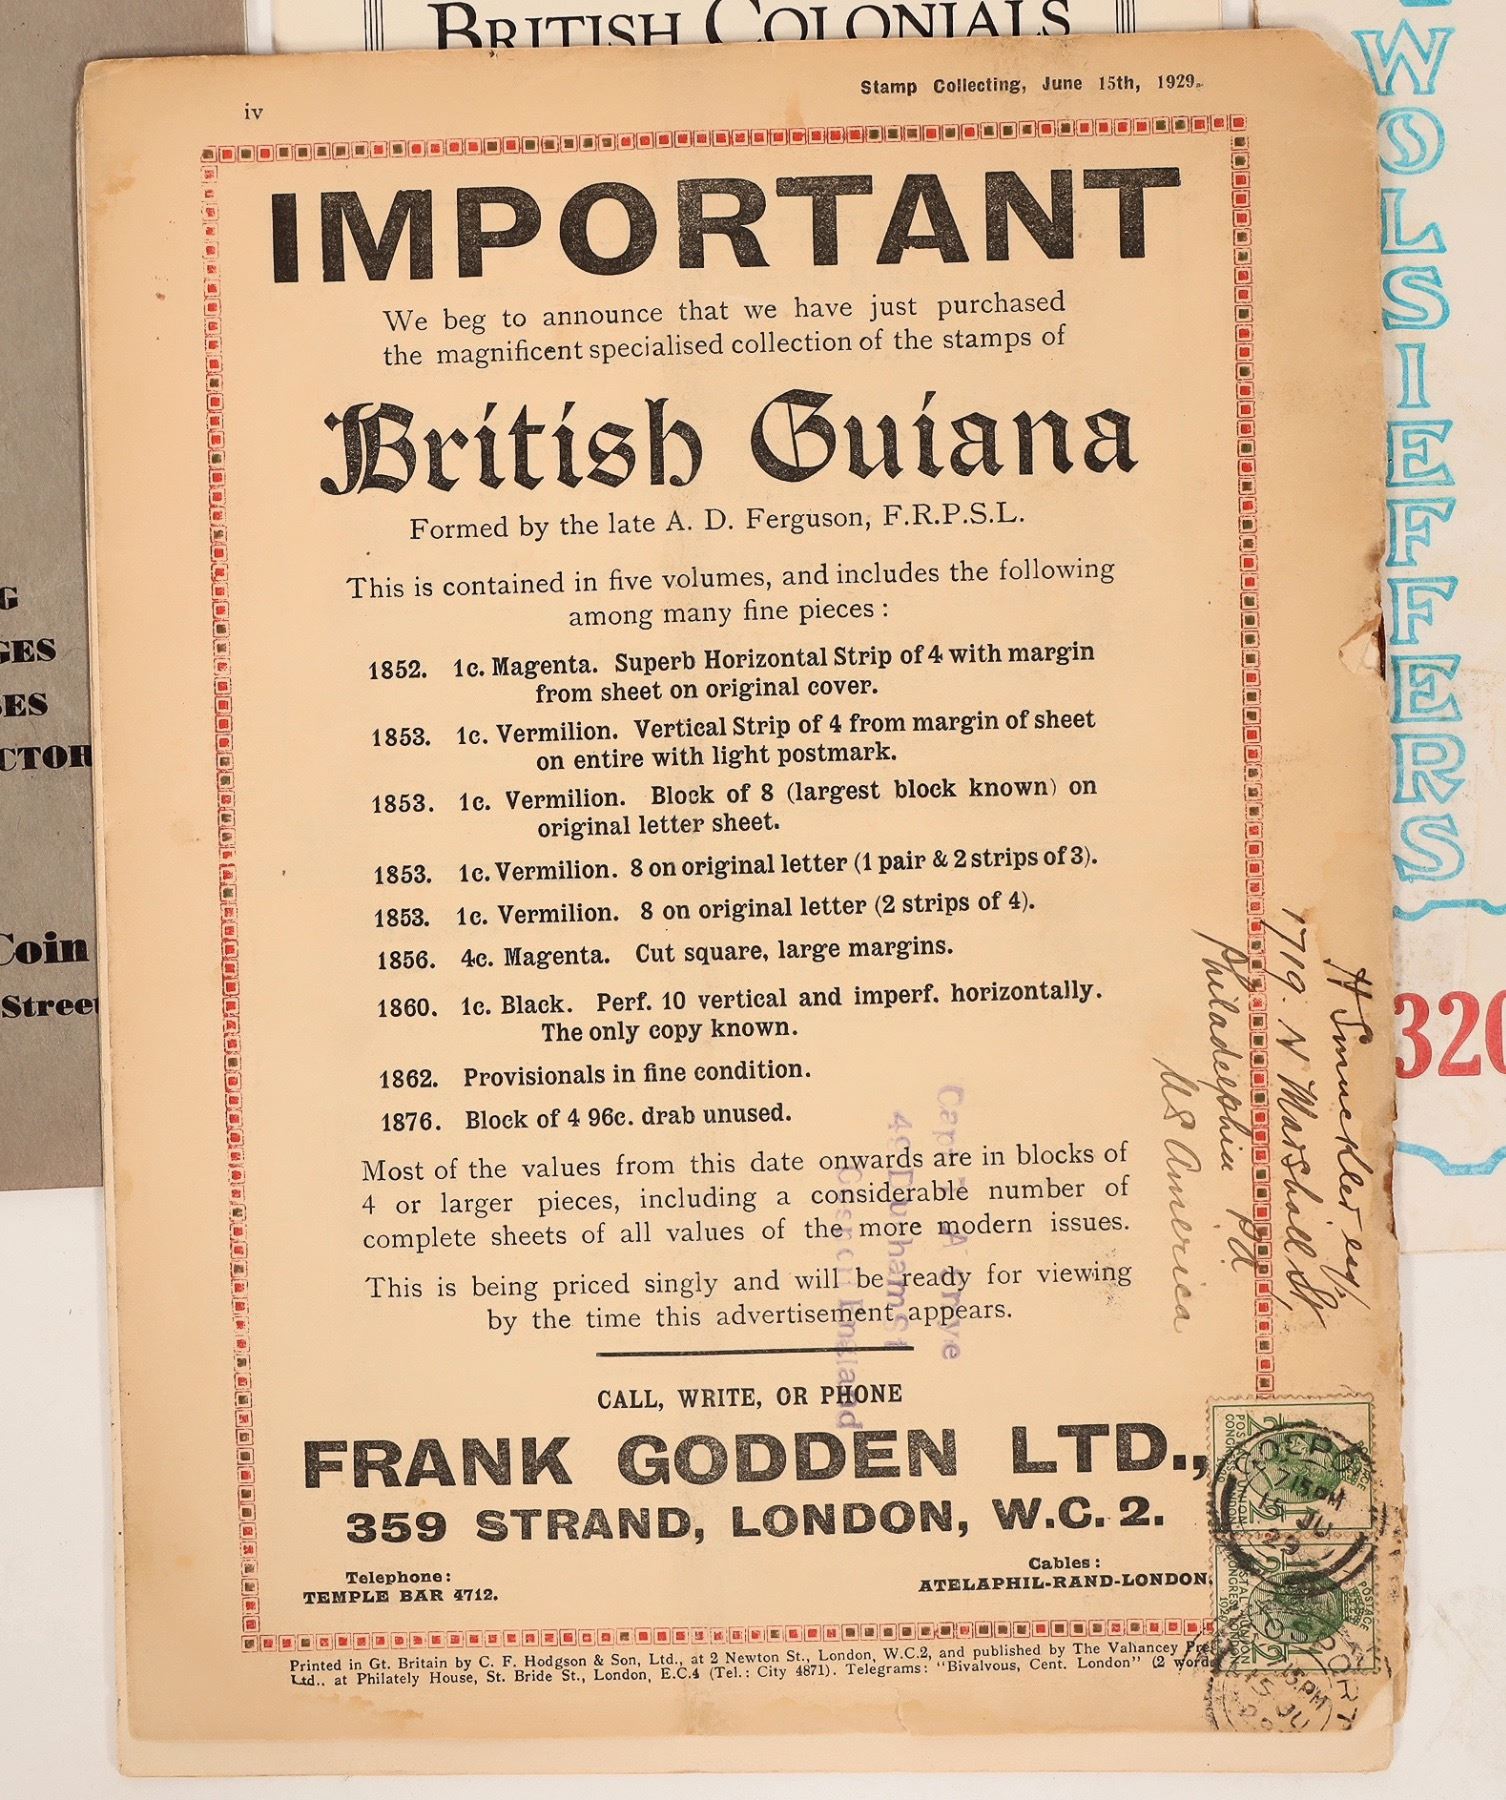 BRITISH COLONIALS
iv
Stamp Collecting, June 15th, 1929.
IMPORTANT
We beg to announce that we have just purchased
the magnificent specialised collection of the stamps of
British Guiana
Formed by the late A. D. Ferguson, F.R.P.S.L.
This is contained in five volumes, and includes the following
among many fine pieces :
1852. 1c. Magenta. Superb Horizontal Strip of 4 with margin
from sheet on original cover.
1853. 1c. Vermilion. Vertical Strip of 4 from margin of sheet
on entire with light postmark.
1853. 1c. Vermilion. Block of 8 (largest block known) on
original letter sheet.
1853. 1c. Vermilion. 8 on original letter (1 pair & 2 strips of 3).
1853. 1c. Vermilion. 8 on original letter (2 strips of 4).
1856. 4c. Magenta. Cut square, large margins.
1860. 1c. Black. Perf. 10 vertical and imperf. horizontally.
The only copy known.
1862. Provisionals in fine condition.
1876. Block of 4 96c. drab unused.
Most of the values from this date onwards are in blocks of
4 or larger pieces, including a considerable number of
complete sheets of all values of the more modern issues.
This is being priced singly and will be ready for viewing
by the time this advertisement appears.
CALL, WRITE, OR PHONE
FRANK GODDEN LTD.,
359 STRAND, LONDON, W.C. 2.
Telephone:
TEMPLE BAR 4712.
Cables:
ATELAPHIL-RAND-LONDON.
Printed in Gt. Britain by C. F. Hodgson & Son, Ltd., at 2 Newton St., London, W.C.2, and published by The Vallancey
Ltd., at Philately House, St. Bride St., London, E.C.4 (Tel.: City 4871). Telegrams: "Bivalvous, Cent. London" (2
1719. N Marshall St
Philadelphia Pa.
U S America
7 15 PM
15 JU
29
England
WOLSIEFFERS
320
G
GES
ES
CTOR
Coin
Street